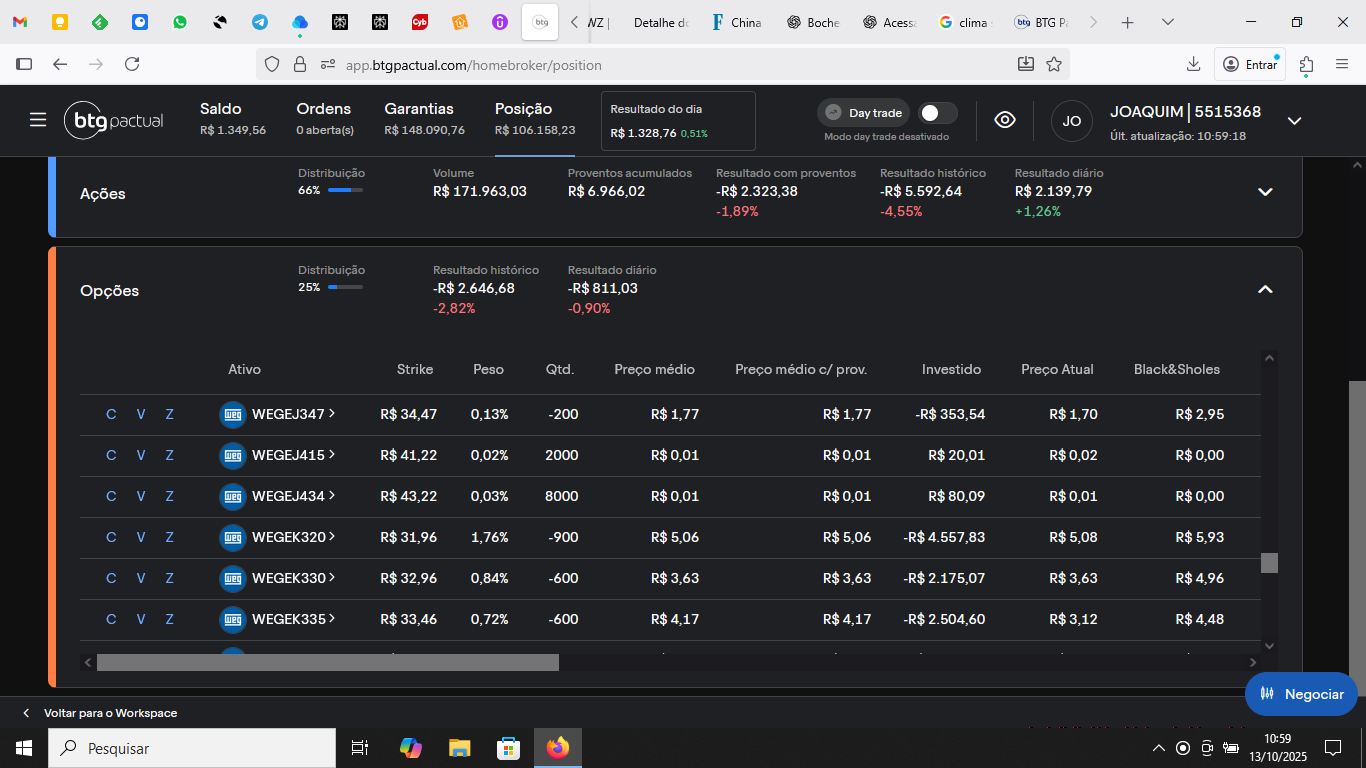 WZ |
Detalhe do
China
Boche
Acess
clima
BTG Pa
app.btgpactual.com/homebroker/position
Entrar
btg pactual
Saldo
R$ 1.349,56
Ordens
0 aberta(s)
Garantias
R$ 148.090,76
Posição
R$ 106.158,23
Resultado do dia
R$ 1.328,76 0,51%
Day trade
Modo day trade desativado
JO
JOAQUIM | 5515368
Últ. atualização: 10:59:18
Ações
Distribuição
66%
Volume
R$ 171.963,03
Proventos acumulados
R$ 6.966,02
Resultado com proventos
-R$ 2.323,38
-1,89%
Resultado histórico
-R$ 5.592,64
-4,55%
Resultado diário
R$ 2.139,79
+1,26%
Opções
Distribuição
25%
Resultado histórico
-R$ 2.646,68
-2,82%
Resultado diário
-R$ 811,03
-0,90%
Ativo Strike Peso Qtd. Preço médio Preço médio c/ prov. Investido Preço Atual Black&Sholes
C V Z weg WEGEJ347 R$ 34,47 0,13% -200 R$ 1,77 R$ 1,77 -R$ 353,54 R$ 1,70 R$ 2,95
C V Z weg WEGEJ415 R$ 41,22 0,02% 2000 R$ 0,01 R$ 0,01 R$ 20,01 R$ 0,02 R$ 0,00
C V Z weg WEGEJ434 R$ 43,22 0,03% 8000 R$ 0,01 R$ 0,01 R$ 80,09 R$ 0,01 R$ 0,00
C V Z weg WEGEK320 R$ 31,96 1,76% -900 R$ 5,06 R$ 5,06 -R$ 4.557,83 R$ 5,08 R$ 5,93
C V Z weg WEGEK330 R$ 32,96 0,84% -600 R$ 3,63 R$ 3,63 -R$ 2.175,07 R$ 3,63 R$ 4,96
C V Z weg WEGEK335 R$ 33,46 0,72% -600 R$ 4,17 R$ 4,17 -R$ 2.504,60 R$ 3,12 R$ 4,48
Negociar
Voltar para o Workspace
Pesquisar
10:59
13/10/2025